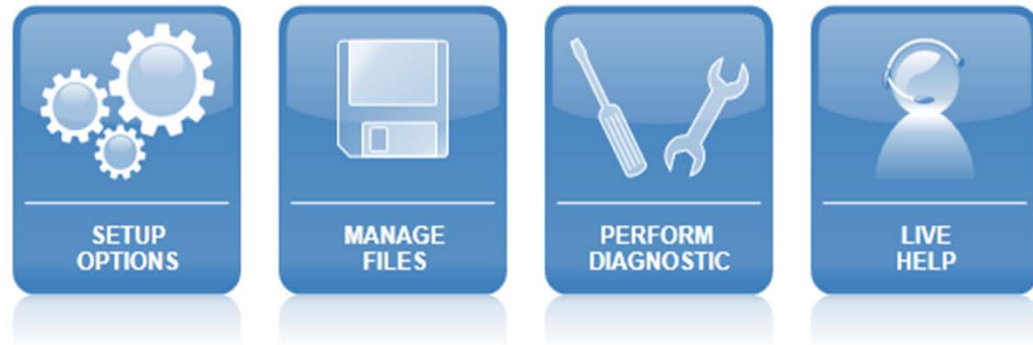 SETUP
OPTIONS
MANAGE
FILES
PERFORM
DIAGNOSTIC
LIVE
HELP